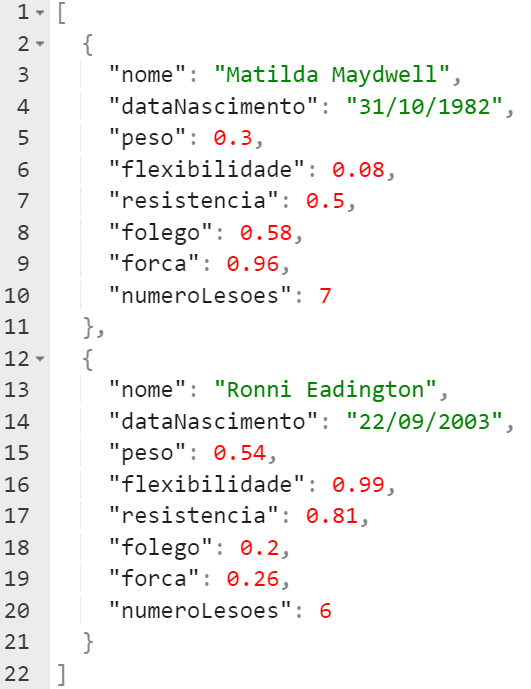 1 [
2 {
3 "nome": "Matilda Maydwell",
4 "dataNascimento": "31/10/1982",
5 "peso": 0.3,
6 "flexibilidade": 0.08,
7 "resistencia": 0.5,
8 "folego": 0.58,
9 "forca": 0.96,
10 "numeroLesoes": 7
11 },
12 {
13 "nome": "Ronni Eadington",
14 "dataNascimento": "22/09/2003",
15 "peso": 0.54,
16 "flexibilidade": 0.99,
17 "resistencia": 0.81,
18 "folego": 0.2,
19 "forca": 0.26,
20 "numeroLesoes": 6
21 }
22 ]